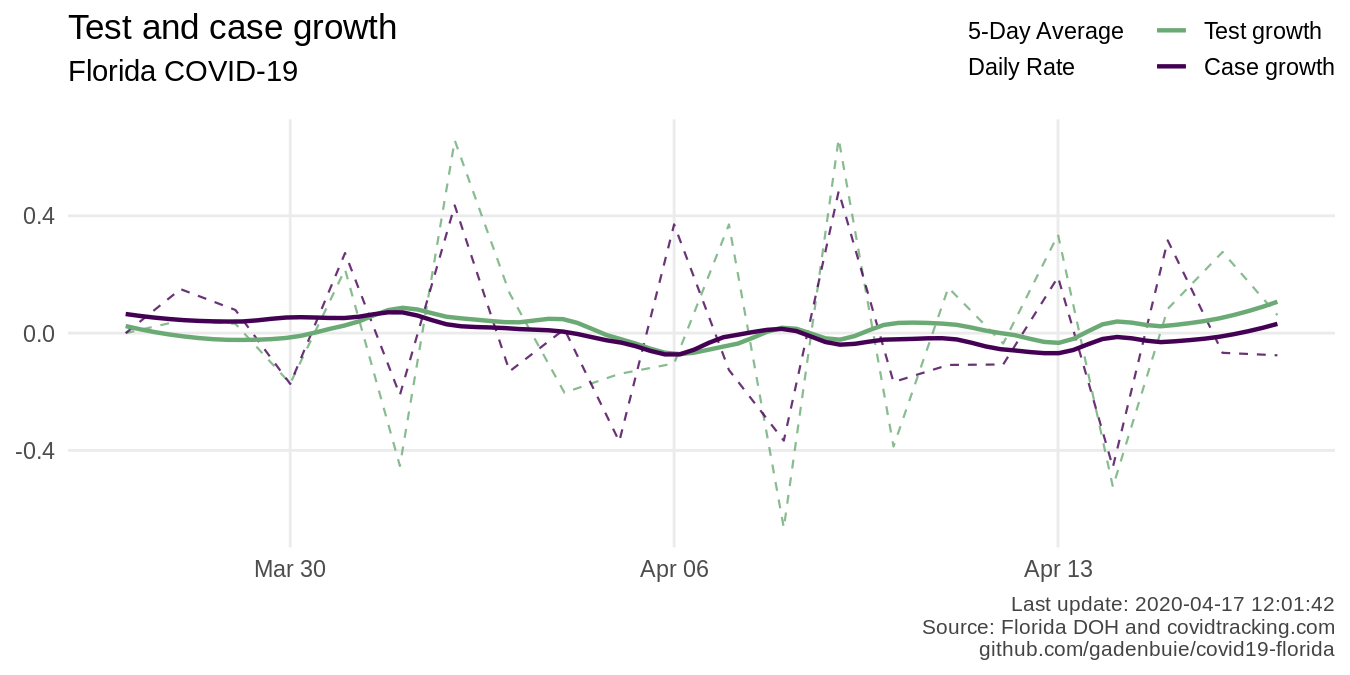 Test and case growth
Florida COVID-19
5-Day Average
Test growth
Daily Rate
Case growth
0.4
0.0
-0.4
Mar 30
Apr 06
Apr 13
Last update: 2020-04-17 12:01:42
Source: Florida DOH and covidtracking.com
github.com/gadenbuie/covid19-florida